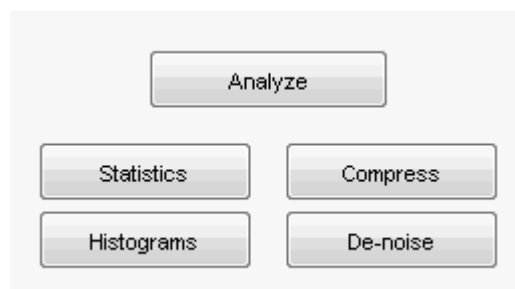 Analyze
Statistics
Compress
Histograms
De-noise